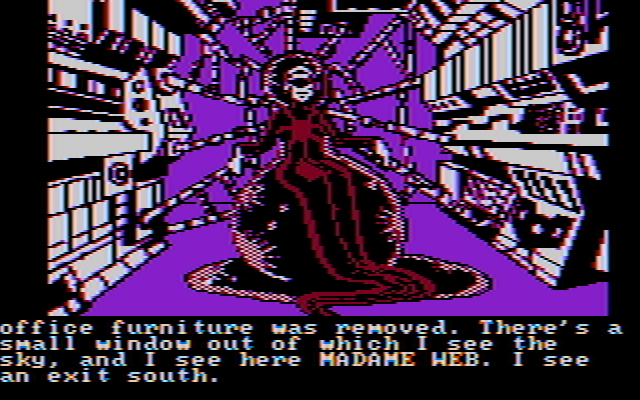 office furniture was removed. There's a
small window out of which I see the
sky, and I see here MADAME WEB. I see
an exit south.